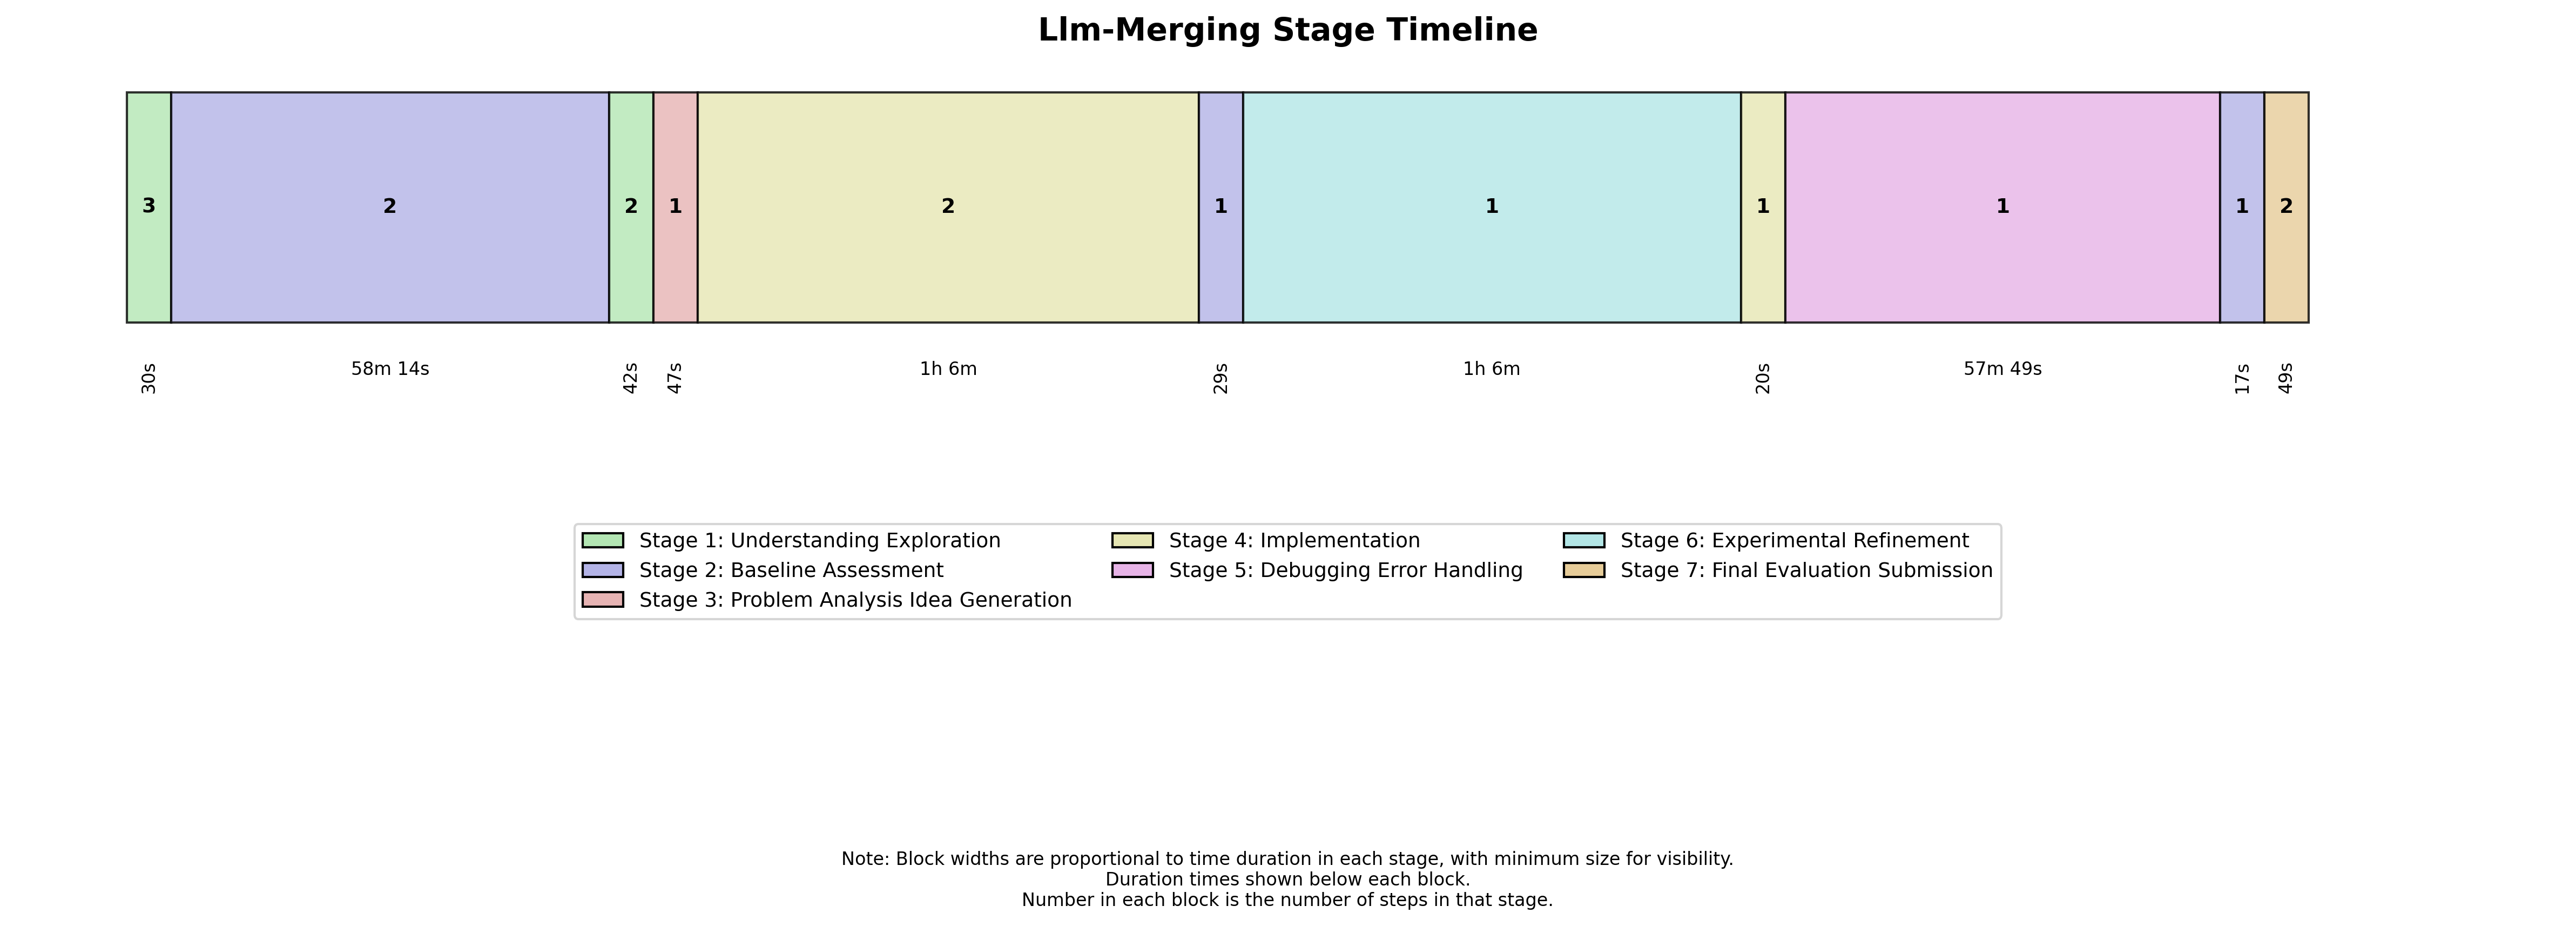 Llm-Merging Stage Timeline
3 2 2 1 2 1 1 1 1 1 2
30s 58m 14s 42s 47s 1h 6m 29s 1h 6m 20s 57m 49s 17s 49s
Stage 1: Understanding Exploration
Stage 2: Baseline Assessment
Stage 3: Problem Analysis Idea Generation
Stage 4: Implementation
Stage 5: Debugging Error Handling
Stage 6: Experimental Refinement
Stage 7: Final Evaluation Submission
Note: Block widths are proportional to time duration in each stage, with minimum size for visibility.
Duration times shown below each block.
Number in each block is the number of steps in that stage.